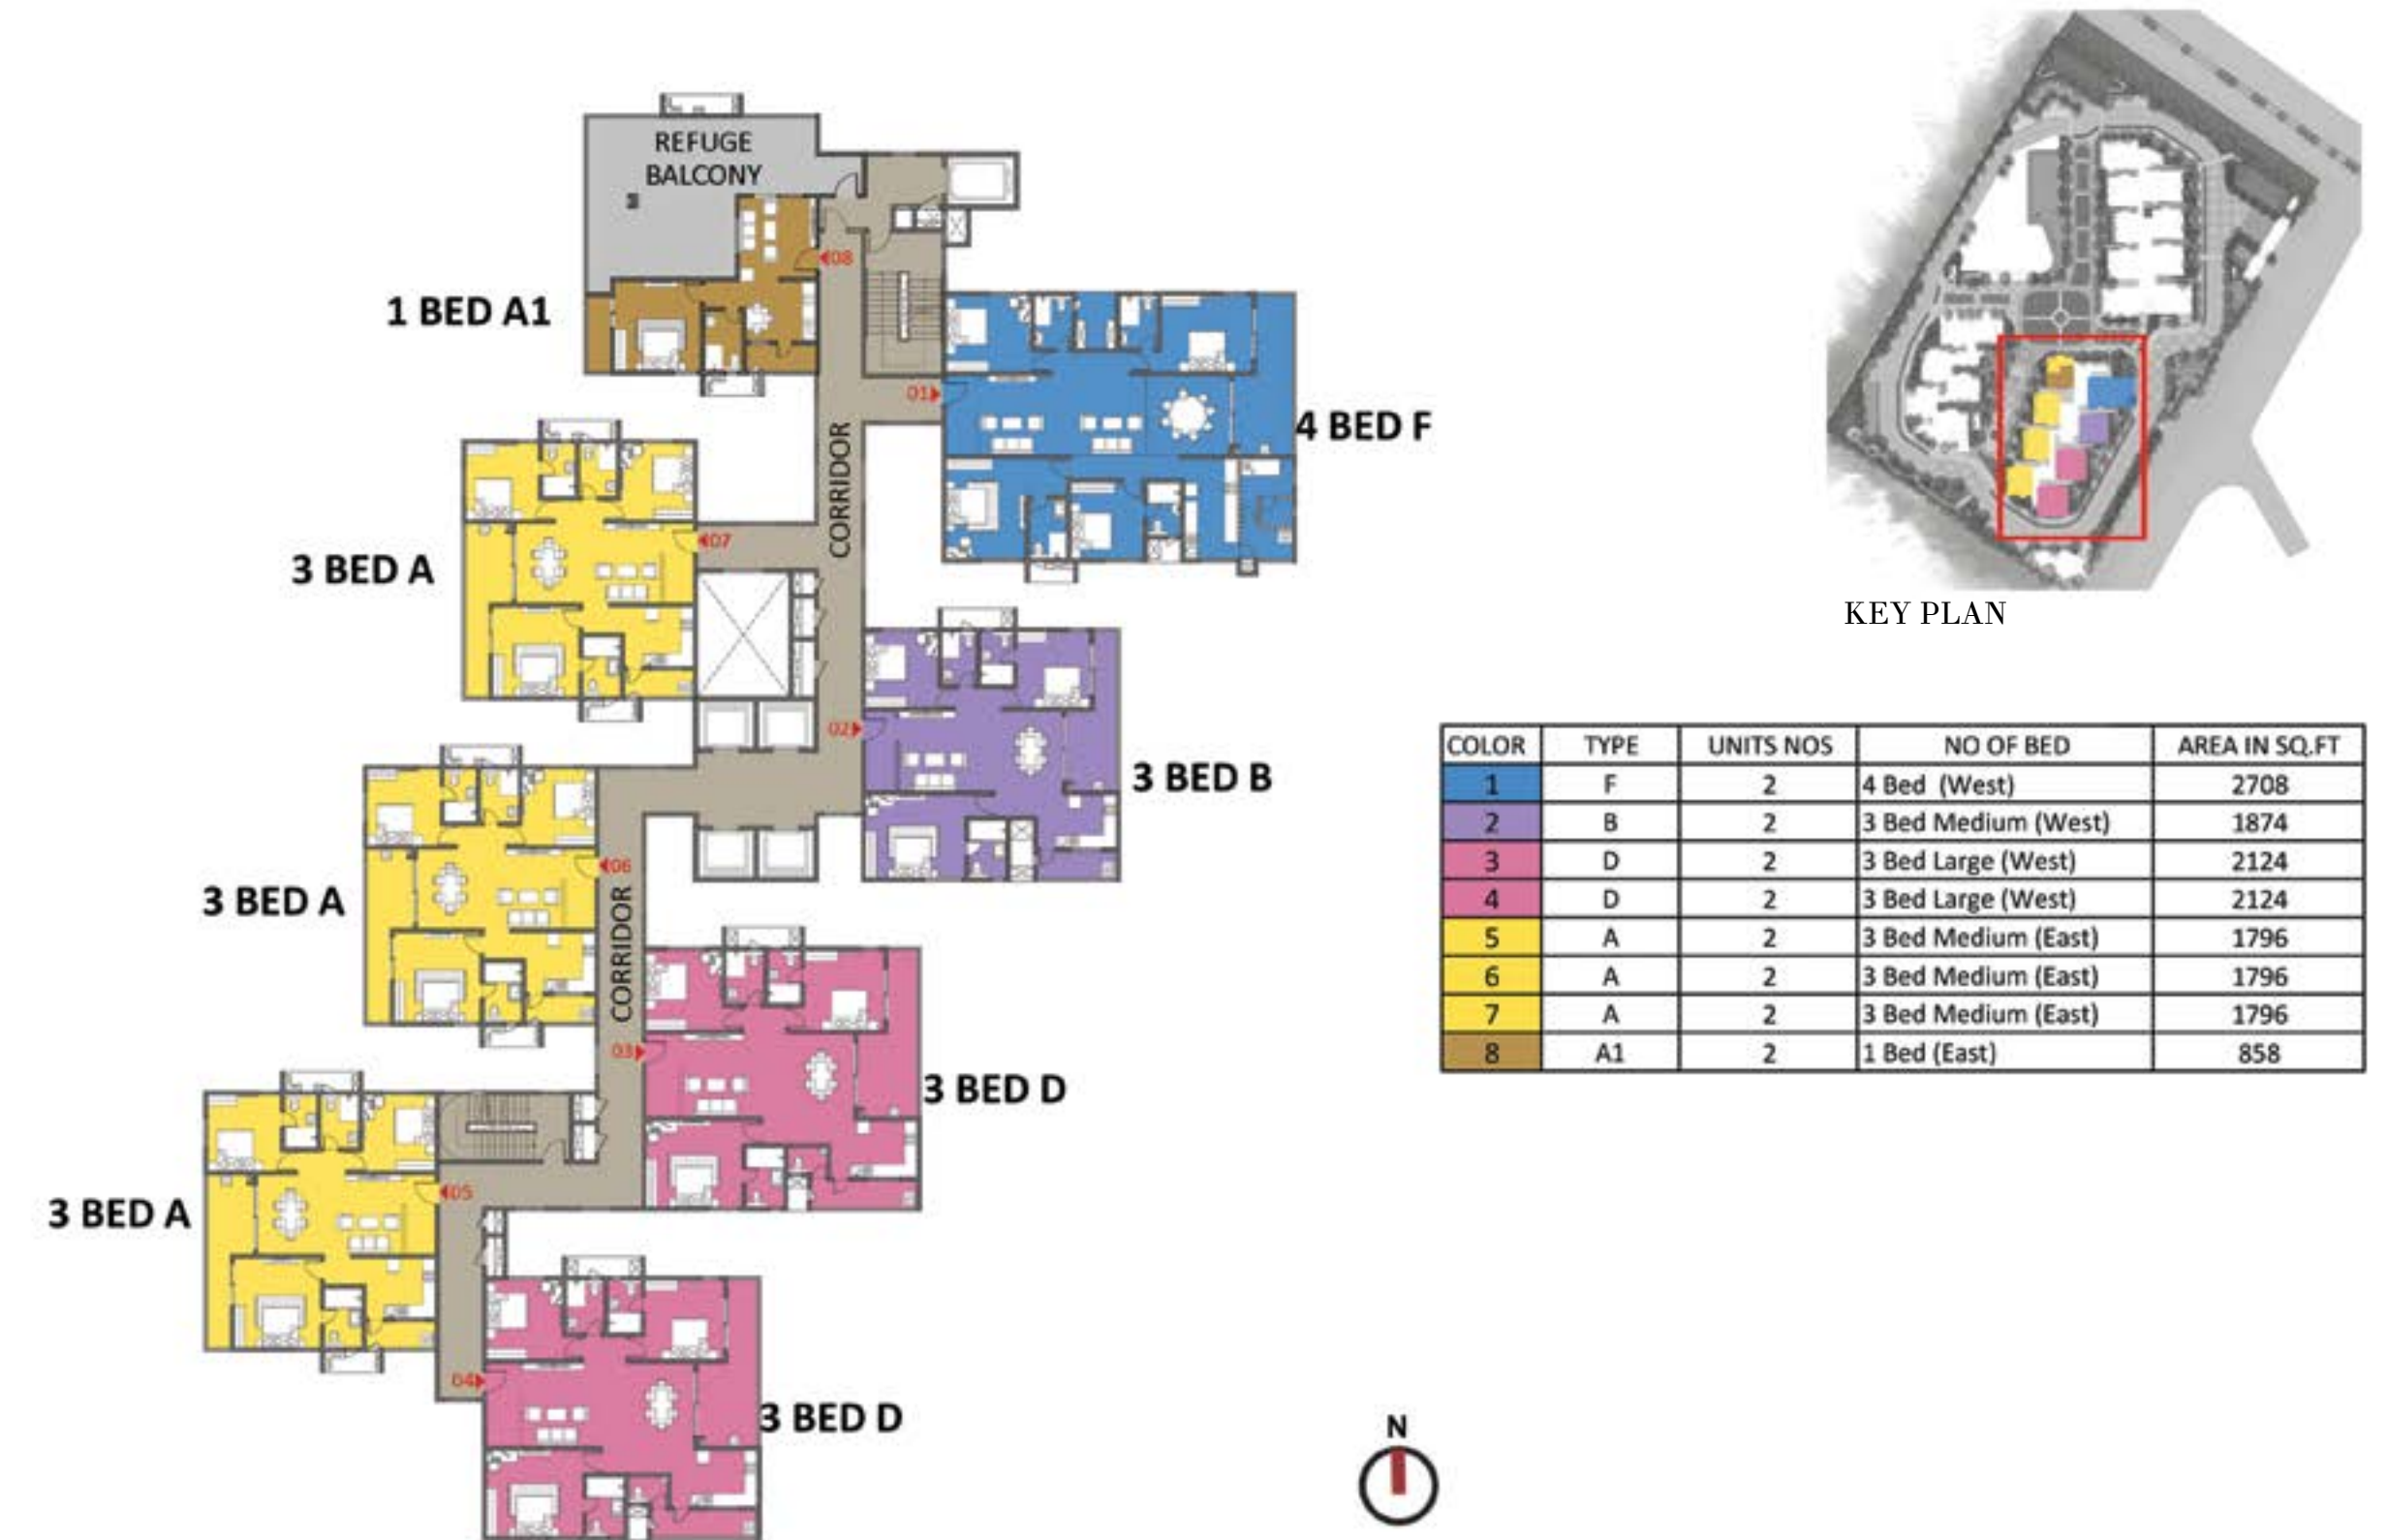 REFUGE
BALCONY
08
1 BED A1
01
4 BED F
CORRIDOR
07
3 BED A
KEY PLAN
02
3 BED B
06
3 BED A
CORRIDOR
03
3 BED D
05
3 BED A
04
3 BED D
COLOR TYPE UNITS NOS NO OF BED AREA IN SQ.FT
1 F 2 4 Bed (West) 2708
2 B 2 3 Bed Medium (West) 1874
3 D 2 3 Bed Large (West) 2124
4 D 2 3 Bed Large (West) 2124
5 A 2 3 Bed Medium (East) 1796
6 A 2 3 Bed Medium (East) 1796
7 A 2 3 Bed Medium (East) 1796
8 A1 2 1 Bed (East) 858
N